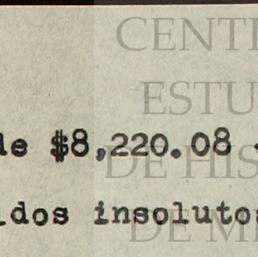 CENT
ESTU
de $8,220.08
DE HIS
idos insolutos
DE M